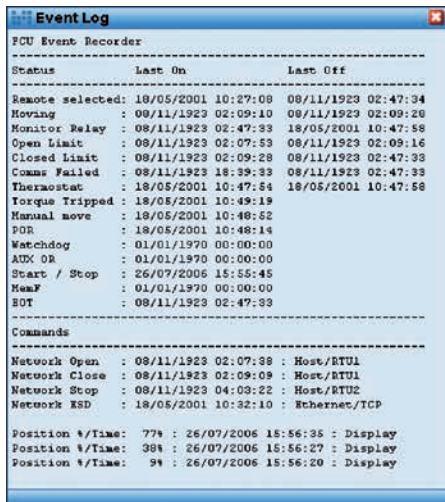 Event Log
FCU Event Recorder
Status Last On Last Off
Remote selected: 18/05/2001 10:27:08 08/11/1923 02:47:34
Moving : 08/11/1923 02:09:10 08/11/1923 02:09:28
Monitor Relay : 08/11/1923 02:47:33 18/05/2001 10:47:58
Open Limit : 08/11/1923 02:07:53 08/11/1923 02:09:16
Closed Limit : 08/11/1923 02:09:28 08/11/1923 02:47:33
Comms Failed : 08/11/1923 18:39:33 08/11/1923 02:47:33
Thermostat : 18/05/2001 10:47:54 18/05/2001 10:47:58
Torque Tripped : 18/05/2001 10:49:19
Manual move : 18/05/2001 10:48:52
POR : 18/05/2001 10:48:14
Watchdog : 01/01/1970 00:00:00
AUX OR : 01/01/1970 00:00:00
Start / Stop : 26/07/2006 15:55:45
MemF : 01/01/1970 00:00:00
EOT : 08/11/1923 02:47:33
Commands
Network Open : 08/11/1923 02:07:38 : Host/RTU1
Network Close : 08/11/1923 02:09:09 : Host/RTU1
Network Stop : 08/11/1923 04:03:22 : Host/RTU2
Network ESD : 18/05/2001 10:32:10 : Ethernet/TCP
Position %/Time: 77% : 26/07/2006 15:56:35 : Display
Position %/Time: 38% : 26/07/2006 15:56:27 : Display
Position %/Time: 9% : 26/07/2006 15:56:20 : Display